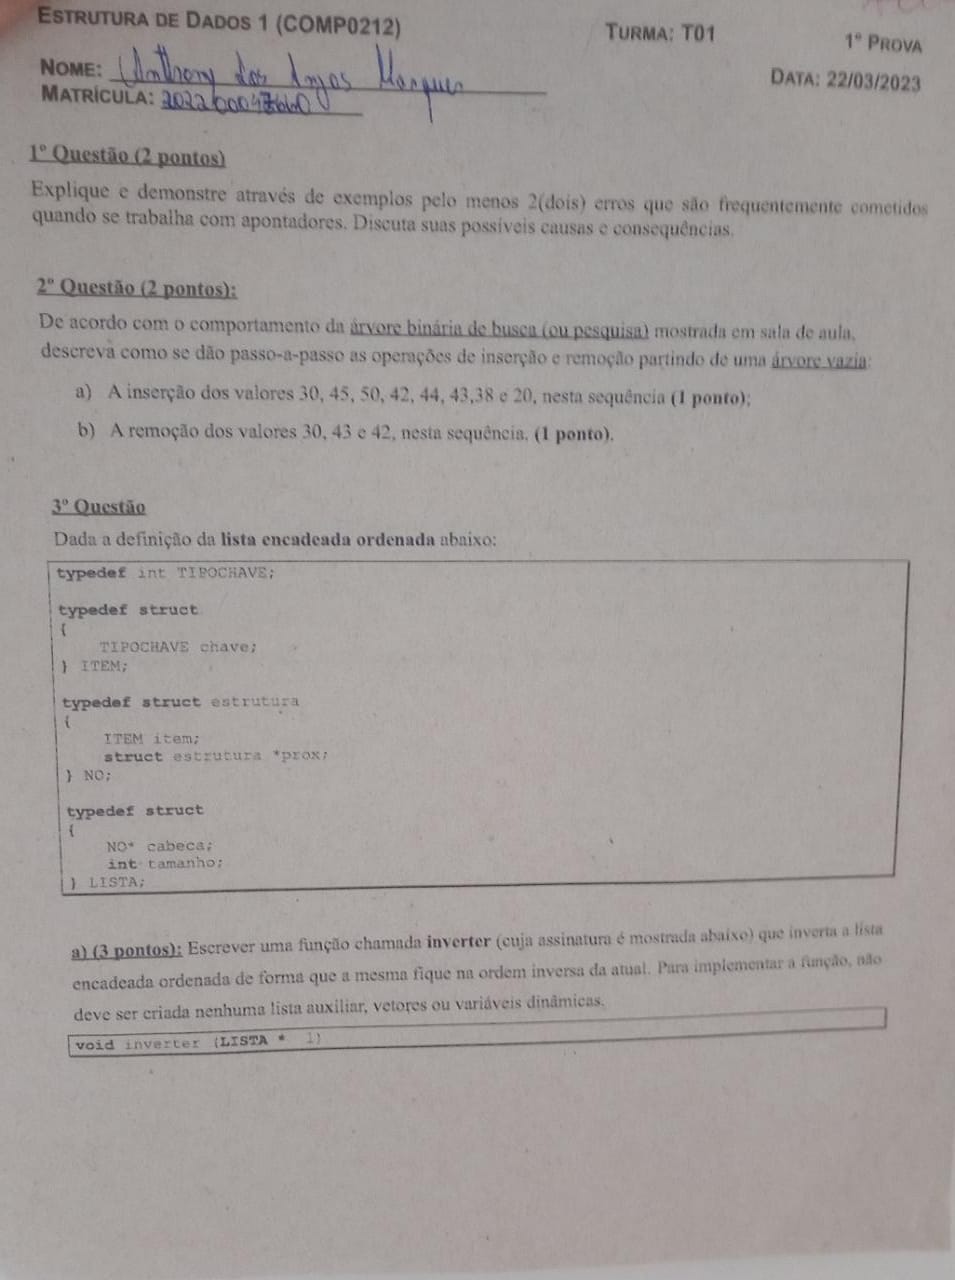 ESTRUTURA DE DADOS 1 (COMP0212)
TURMA: T01
1ª PROVA
NOME: Anthony dos Anjos Marques
DATA: 22/03/2023
MATRÍCULA:
1º Questão (2 pontos)
Explique e demonstre através de exemplos pelo menos 2(dois) erros que são frequentemente cometidos
quando se trabalha com apontadores. Discuta suas possíveis causas e consequências.
2º Questão (2 pontos):
De acordo com o comportamento da árvore binária de busca (ou pesquisa) mostrada em sala de aula,
descreva como se dão passo-a-passo as operações de inserção e remoção partindo de uma árvore vazia:
a) A inserção dos valores 30, 45, 50, 42, 44, 43,38 e 20, nesta sequência (1 ponto);
b) A remoção dos valores 30, 43 e 42, nesta sequência. (1 ponto).
3º Questão
Dada a definição da lista encadeada ordenada abaixo:
typedef int TIPOCHAVE;
typedef struct
{
TIPOCHAVE chave;
} ITEM;
typedef struct estrutura
{
ITEM item;
struct estrutura *prox;
} NO;
typedef struct
{
NO* cabeca;
int tamanho;
} LISTA;
a) (3 pontos): Escrever uma função chamada inverter (cuja assinatura é mostrada abaixo) que inverta a lista
encadeada ordenada de forma que a mesma fique na ordem inversa da atual. Para implementar a função, não
deve ser criada nenhuma lista auxiliar, vetores ou variáveis dinâmicas.
void inverter (LISTA * l)